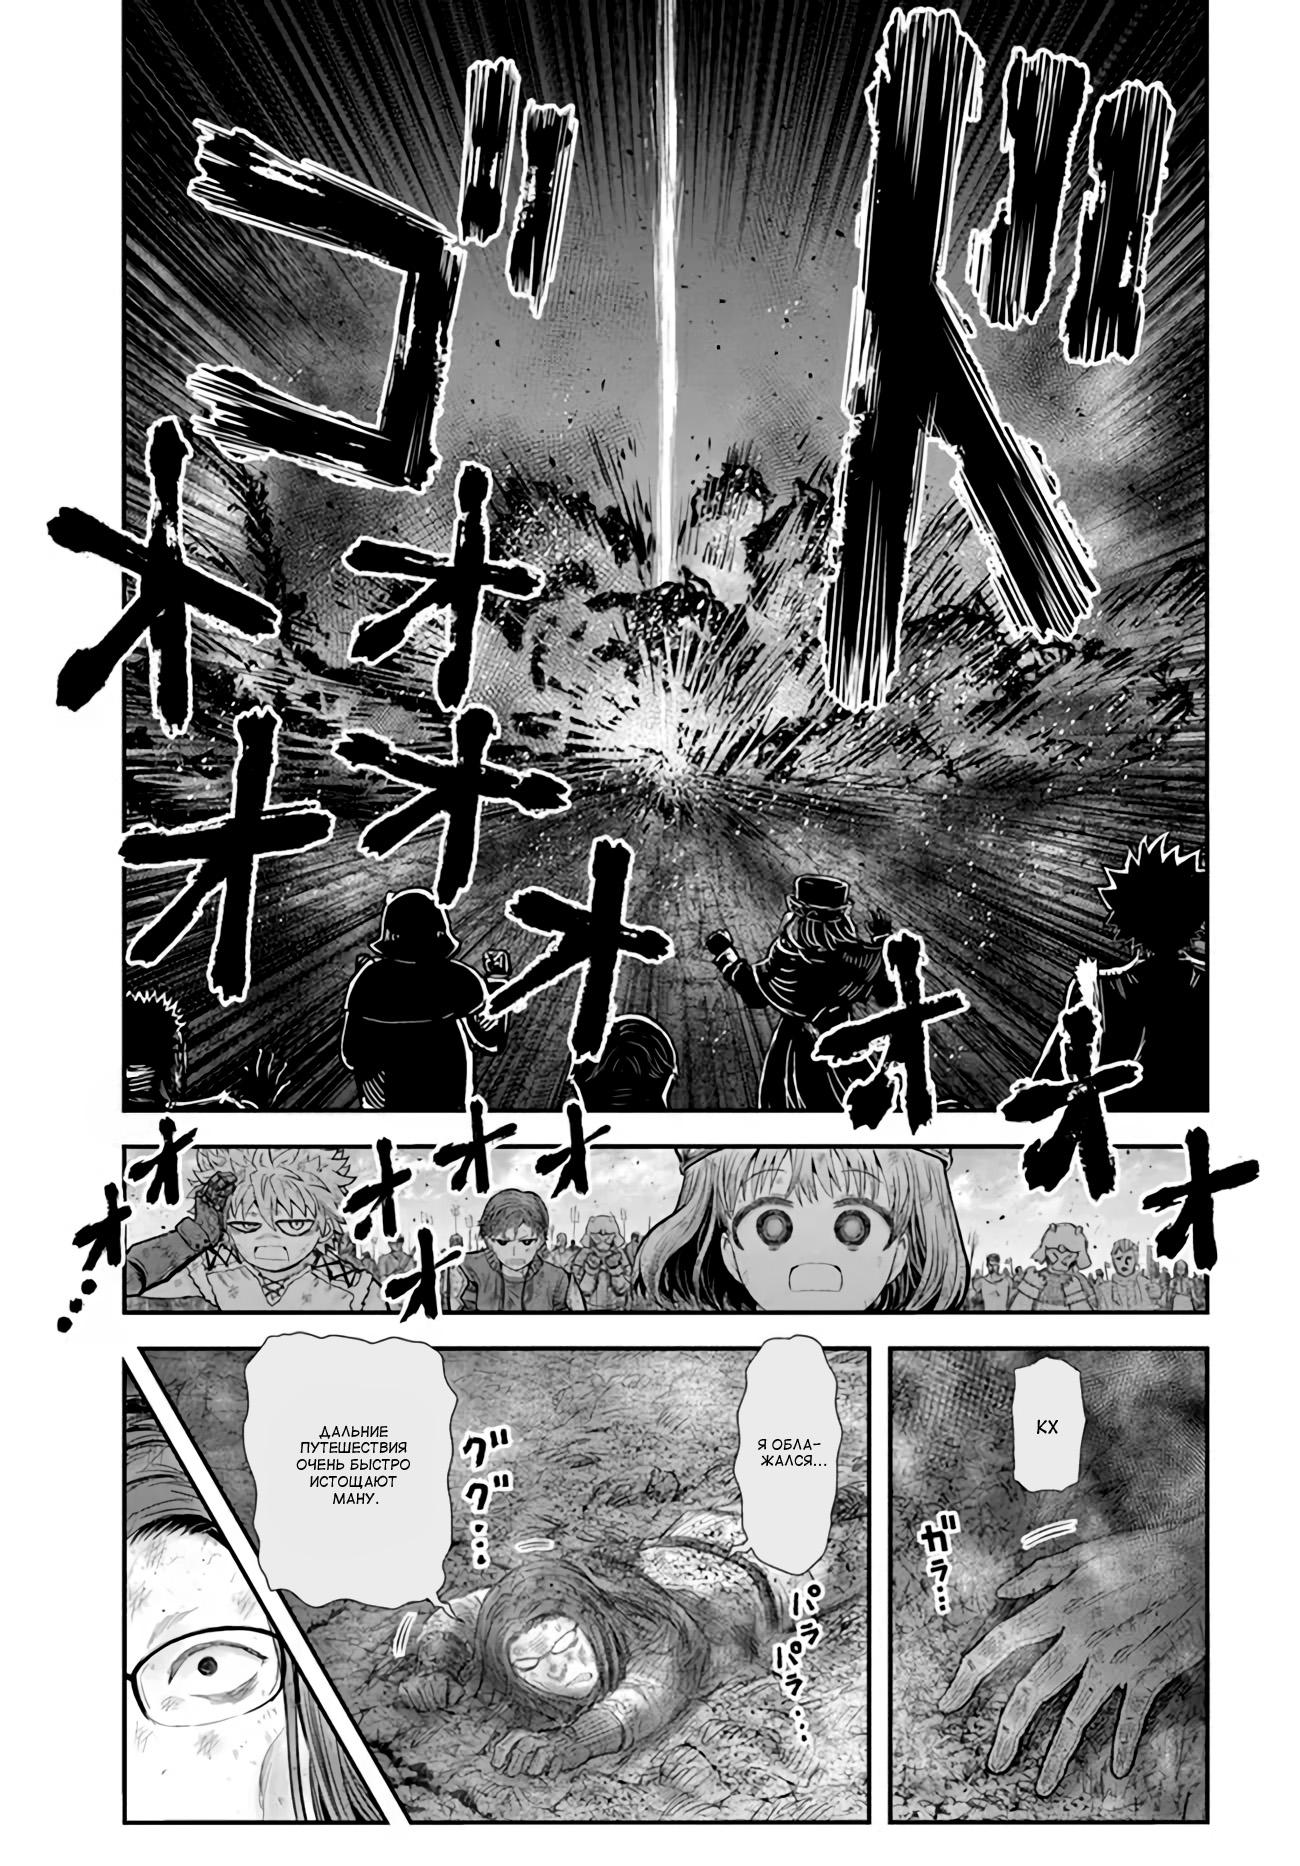 ドゴオオオオオオオオオオオオオ…
КХ
ガラ…
Я ОБЛА-
ЖАЛСЯ...
パラ
パラ…
ググ…
ДАЛЬНИЕ
ПУТЕШЕСТВИЯ
ОЧЕНЬ БЫСТРО
ИСТОЩАЮТ
МАНУ.